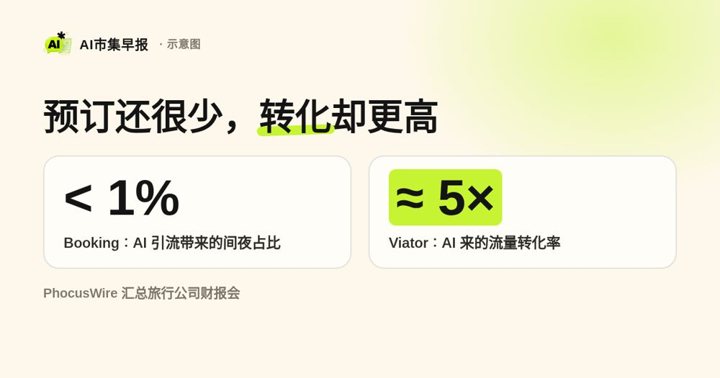 AI* AI市集早报 · 示意图
预订还很少，转化却更高
< 1%
Booking：AI 引流带来的间夜占比
≈ 5×
Viator：AI 来的流量转化率
PhocusWire 汇总旅行公司财报会